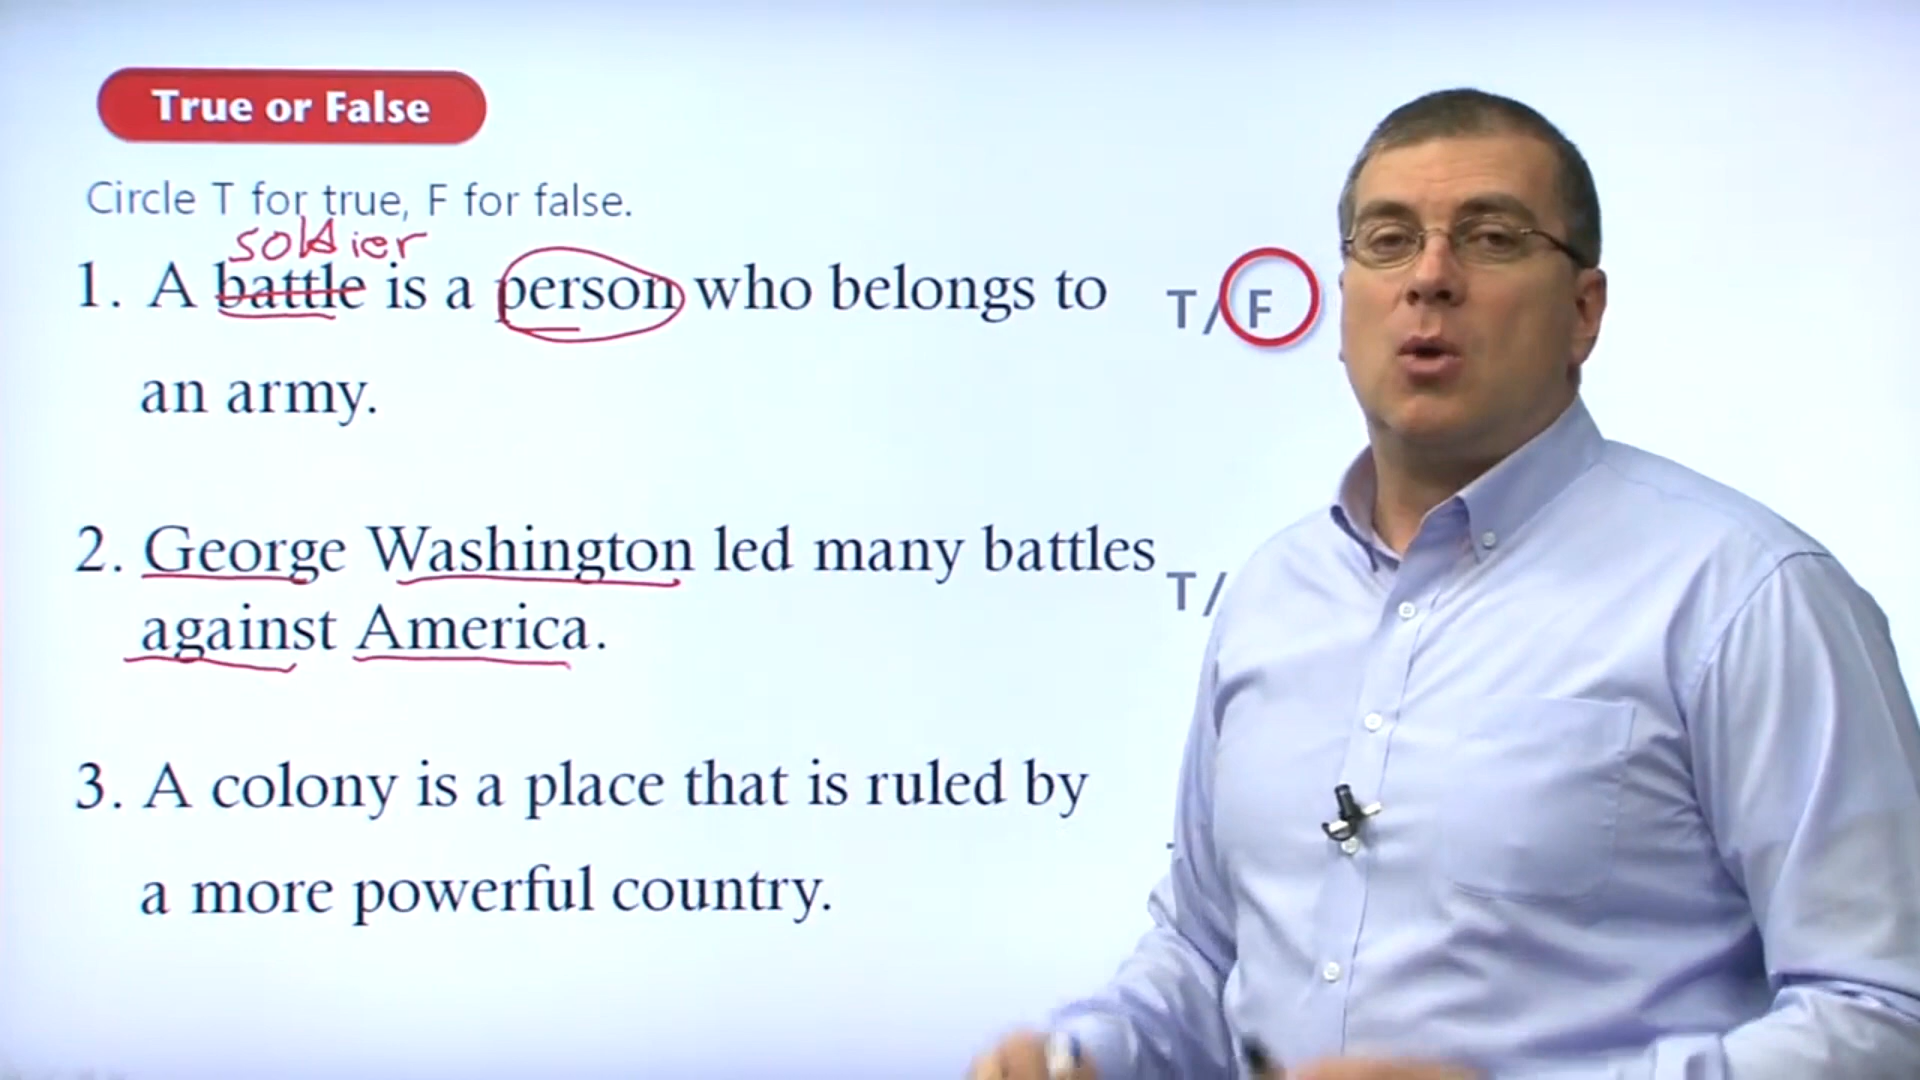 True or False
Circle T for true, F for false.
soldier
1. A battle is a person who belongs to T/F
an army.
2. George Washington led many battles T/
against America.
3. A colony is a place that is ruled by
a more powerful country.